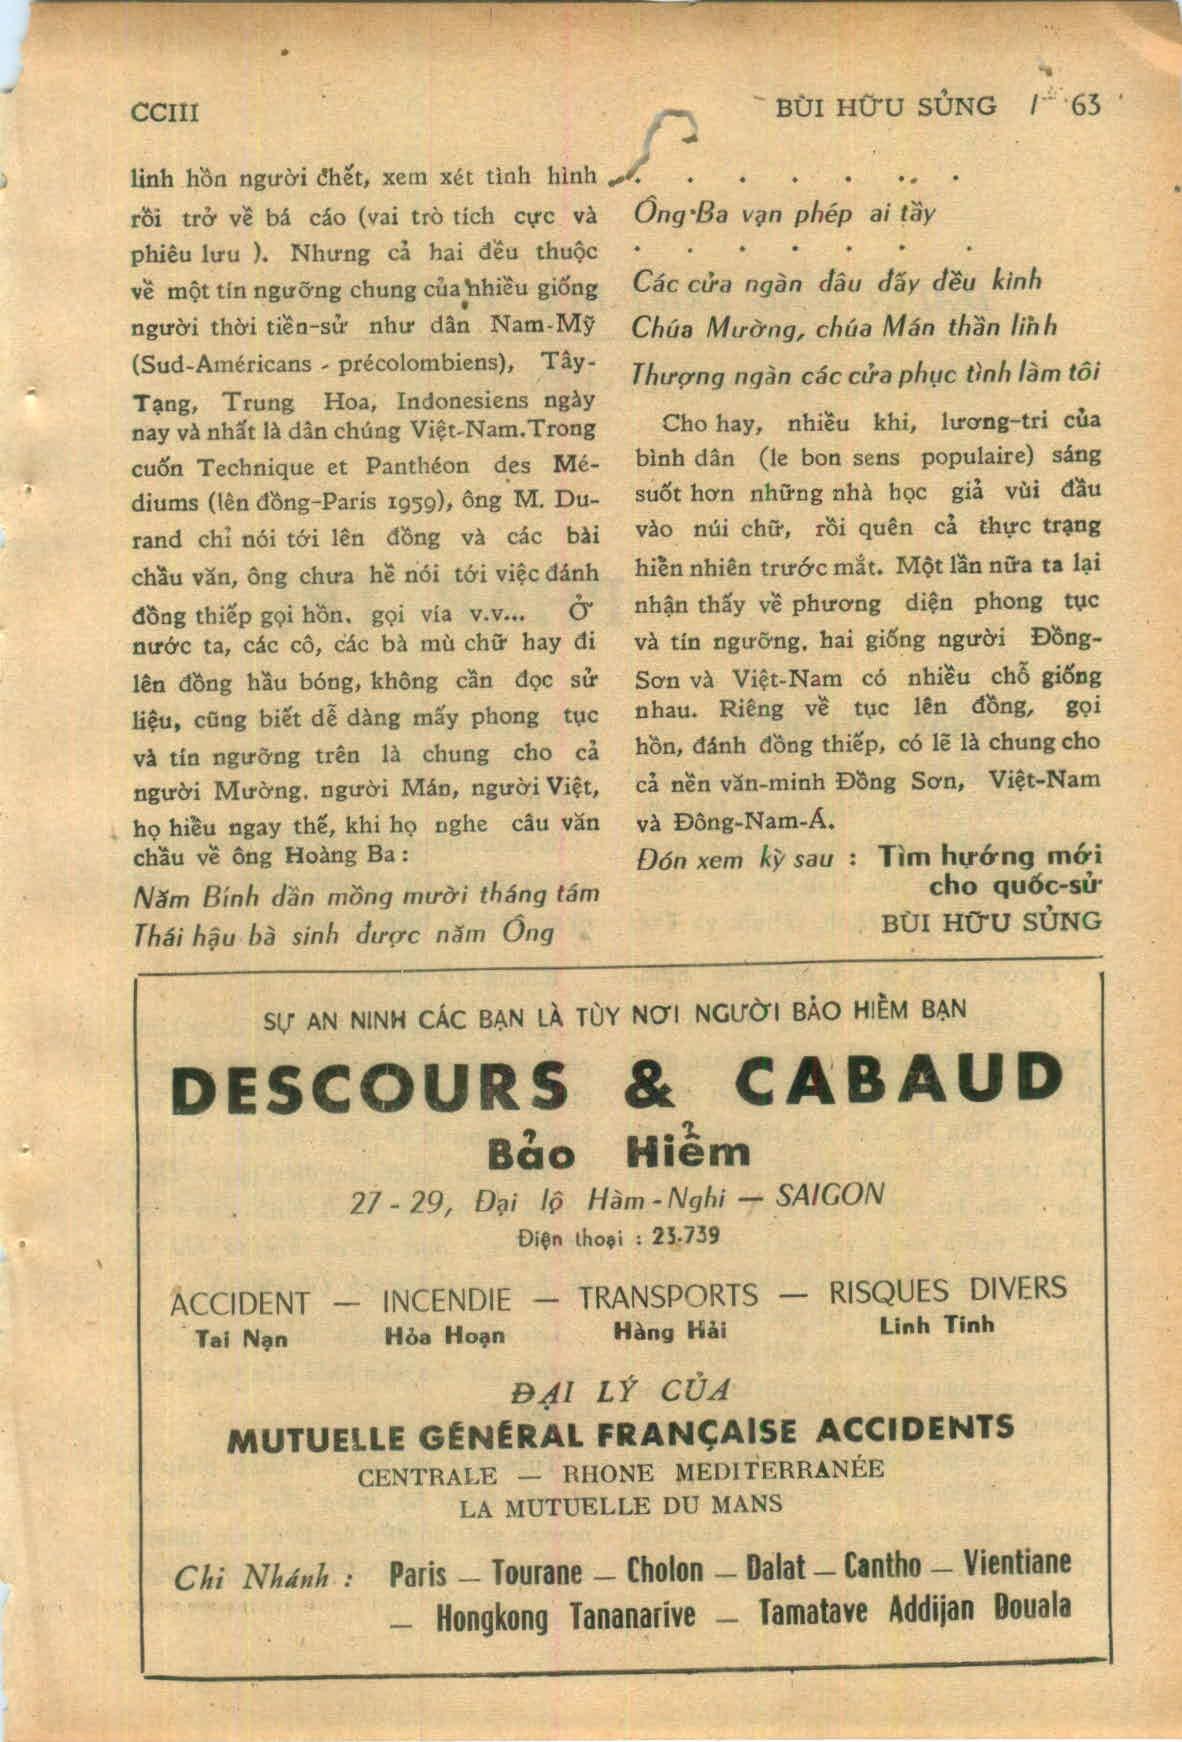 CCIII
BÙI HỮU SỦNG
63
linh hồn người chết, xem xét tình hình
rồi trở về bá cáo (vai trò tích cực và
phiêu lưu ). Nhưng cả hai đều thuộc
về một tín ngưỡng chung của nhiều giống
người thời tiền-sử như dân Nam-Mỹ
(Sud-Américans - précolombiens), Tây-
Tạng, Trung Hoa, Indonesiens ngày
nay và nhất là dân chúng Việt-Nam.Trong
cuốn Technique et Panthéon des Mé-
diums (lên đồng-Paris 1959), ông M. Du-
rand chỉ nói tới lên đồng và các bài
chầu văn, ông chưa hề nói tới việc đánh
đồng thiếp gọi hồn, gọi vía v.v... Ở
nước ta, các cô, các bà mù chữ hay đi
lên đồng hầu bóng, không cần đọc sử
liệu, cũng biết dễ dàng mấy phong tục
và tín ngưỡng trên là chung cho cả
người Mường. người Mán, người Việt,
họ hiểu ngay thế, khi họ nghe câu văn
chầu về ông Hoàng Ba :
Năm Bính dần mồng mười tháng tám
Thái hậu bà sinh được năm Ông
. . . . . . .
Ông Ba vạn phép ai tầy
. . . . . . .
Các cửa ngàn đâu đấy đều kinh
Chúa Mường, chúa Mán thần linh
Thượng ngàn các cửa phục tình làm tôi
Cho hay, nhiều khi, lương-tri của
bình dân (le bon sens populaire) sáng
suốt hơn những nhà học giả vùi đầu
vào núi chữ, rồi quên cả thực trạng
hiển nhiên trước mắt. Một lần nữa ta lại
nhận thấy về phương diện phong tục
và tín ngưỡng, hai giống người Đồng-
Sơn và Việt-Nam có nhiều chỗ giống
nhau. Riêng về tục lên đồng, gọi
hồn, đánh đồng thiếp, có lẽ là chung cho
cả nền văn-minh Đồng Sơn, Việt-Nam
và Đông-Nam-Á.
Đón xem kỳ sau : Tìm hướng mới
cho quốc-sử
BÙI HỮU SỦNG
SỰ AN NINH CÁC BẠN LÀ TÙY NƠI NGƯỜI BẢO HIỂM BẠN
DESCOURS & CABAUD
Bảo Hiểm
27 - 29, Đại lộ Hàm-Nghi — SAIGON
Điện thoại : 23.739
ACCIDENT — INCENDIE — TRANSPORTS — RISQUES DIVERS
Tai Nạn Hỏa Hoạn Hàng Hải Linh Tinh
ĐẠI LÝ CỦA
MUTUELLE GÉNÉRAL FRANÇAISE ACCIDENTS
CENTRALE — RHONE MEDITERRANÉE
LA MUTUELLE DU MANS
Chi Nhánh : Paris — Tourane — Cholon — Dalat — Cantho — Vientiane
— Hongkong Tananarive — Tamatave Addijan Douala